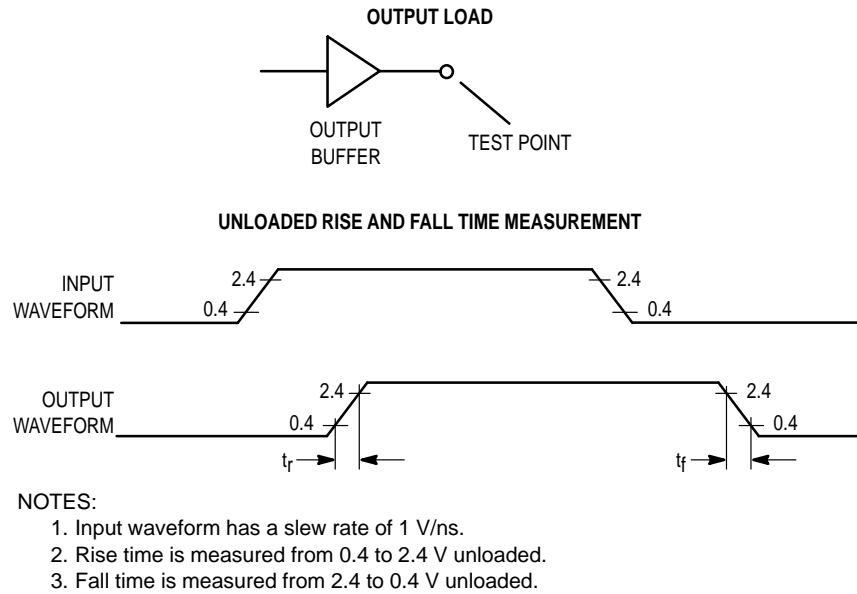 OUTPUT LOAD
OUTPUT
BUFFER
TEST POINT
UNLOADED RISE AND FALL TIME MEASUREMENT
INPUT
WAVEFORM
2.4
0.4
2.4
0.4
OUTPUT
WAVEFORM
2.4
0.4
2.4
0.4
tr
tf
NOTES:
1. Input waveform has a slew rate of 1 V/ns.
2. Rise time is measured from 0.4 to 2.4 V unloaded.
3. Fall time is measured from 2.4 to 0.4 V unloaded.